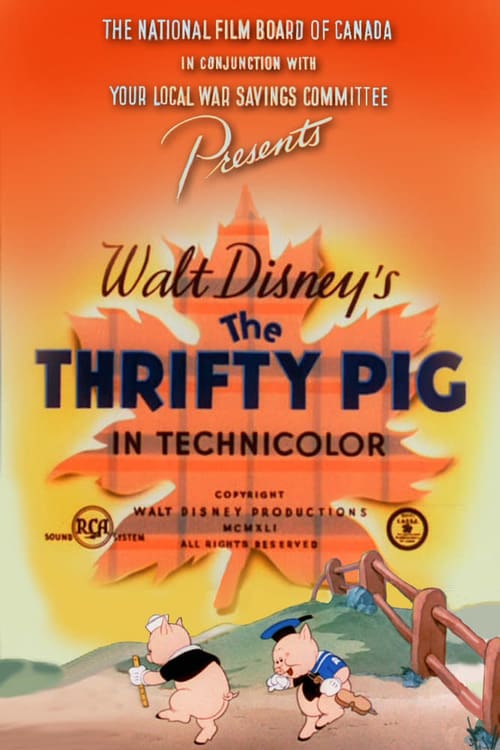 THE NATIONAL FILM BOARD OF CANADA
IN CONJUNCTION WITH
YOUR LOCAL WAR SAVINGS COMMITTEE
Presents
Walt Disney's
The
THRIFTY PIG
IN TECHNICOLOR
COPYRIGHT
WALT DISNEY PRODUCTIONS
MCMXLI
ALL RIGHTS RESERVED
SOUND RCA SYSTEM